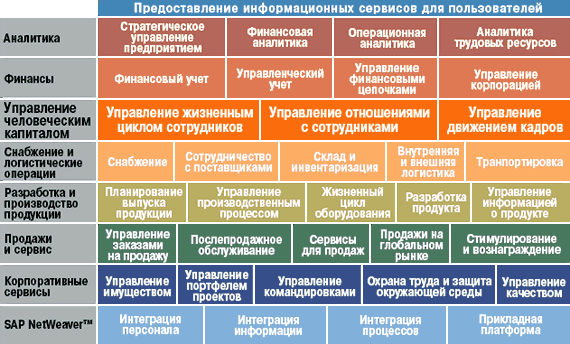 Предоставление информационных сервисов для пользователей
Аналитика
Стратегическое
управление
предприятием
Финансовая
аналитика
Операционная
аналитика
Аналитика
трудовых ресурсов
Финансы
Финансовый учет
Управленческий
учет
Управление
финансовыми
цепочками
Управление
корпорацией
Управление
человеческим
капиталом
Управление жизненным
циклом сотрудников
Управление отношениями
с сотрудниками
Управление
движением кадров
Снабжение и
логистические
операции
Снабжение
Сотрудничество
с поставщиками
Склад и
инвентаризация
Внутренняя
и внешняя
логистика
Транпортировка
Разработка и
производство
продукции
Планирование
выпуска
продукции
Управление
производственным
процессом
Жизненный
цикл
оборудования
Разработка
продукта
Управление
информацией
о продукте
Продажи
и сервис
Управление
заказами
на продажу
Послепродажное
обслуживание
Сервисы
для продаж
Продажи на
глобальном
рынке
Стимулирование
и вознаграждение
Корпоративные
сервисы
Управление
имуществом
Управление
портфелем
проектов
Управление
командировками
Охрана труда и защита
окружающей среды
Управление
качеством
SAP NetWeaver™
Интеграция
персонала
Интеграция
информации
Интеграция
процессов
Прикладная
платформа